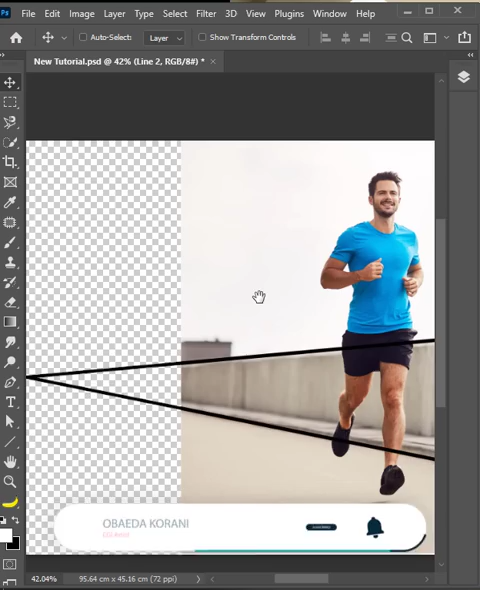 Ps File Edit Image Layer Type Select Filter 3D View Plugins Window Help
Auto-Select: Layer Show Transform Controls
New Tutorial.psd @ 42% (Line 2, RGB/8#) *
OBAEDA KORANI
42.04% 95.64 cm x 45.16 cm (72 ppi)